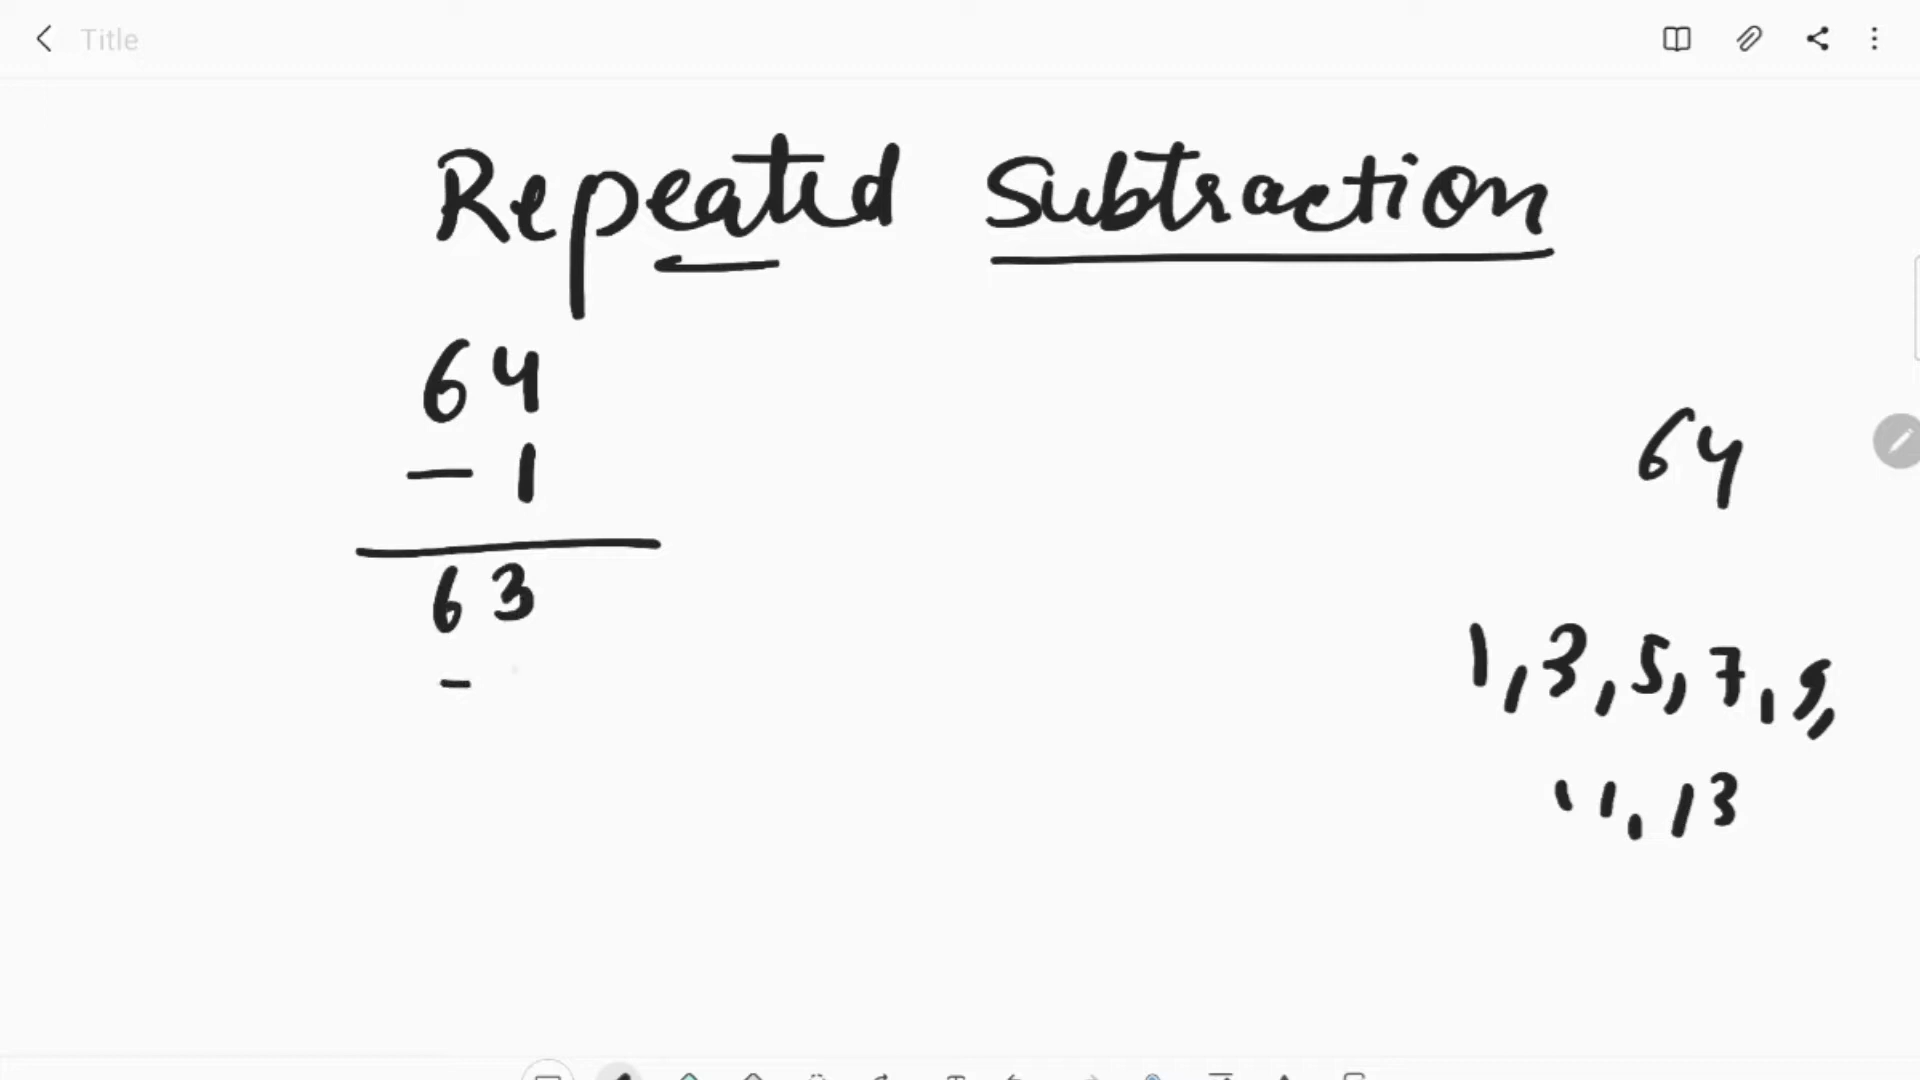 Title
Repeated Subtraction
64
- 1
63
-
64
1, 3, 5, 7, 9,
11, 13